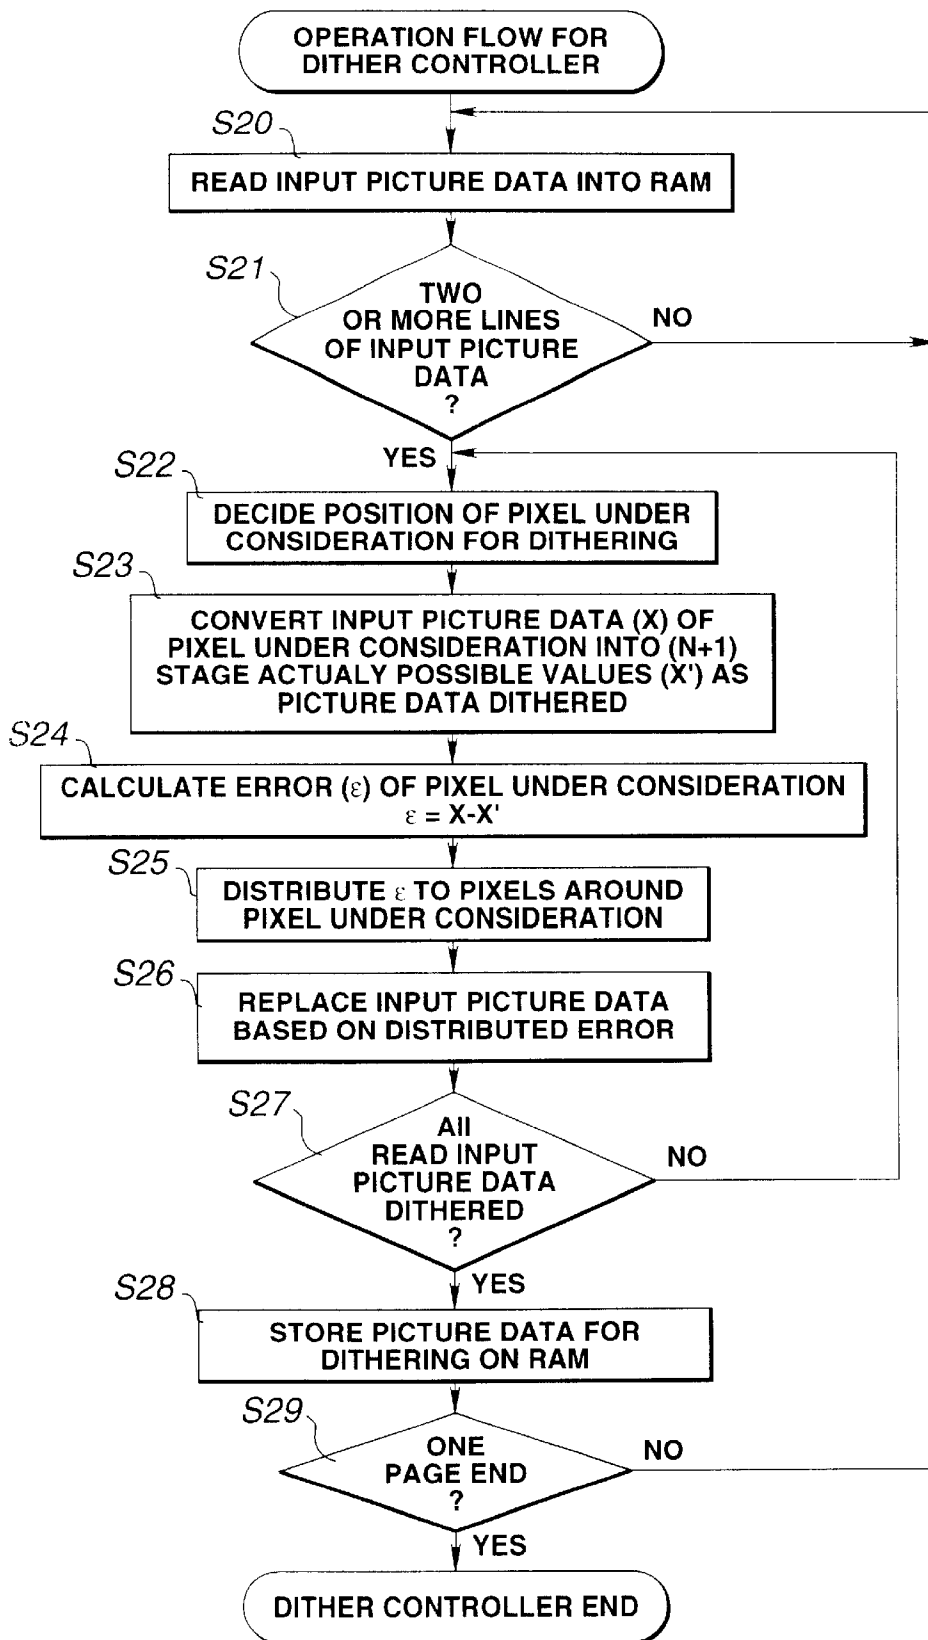 OPERATION FLOW FOR
DITHER CONTROLLER
S20
READ INPUT PICTURE DATA INTO RAM
S21
TWO
OR MORE LINES
OF INPUT PICTURE
DATA
?
NO
YES
S22
DECIDE POSITION OF PIXEL UNDER
CONSIDERATION FOR DITHERING
S23
CONVERT INPUT PICTURE DATA (X) OF
PIXEL UNDER CONSIDERATION INTO (N+1)
STAGE ACTUALY POSSIBLE VALUES (X') AS
PICTURE DATA DITHERED
S24
CALCULATE ERROR (ε) OF PIXEL UNDER CONSIDERATION
ε = X-X'
S25
DISTRIBUTE ε TO PIXELS AROUND
PIXEL UNDER CONSIDERATION
S26
REPLACE INPUT PICTURE DATA
BASED ON DISTRIBUTED ERROR
S27
All
READ INPUT
PICTURE DATA
DITHERED
?
NO
YES
S28
STORE PICTURE DATA FOR
DITHERING ON RAM
S29
ONE
PAGE END
?
NO
YES
DITHER CONTROLLER END